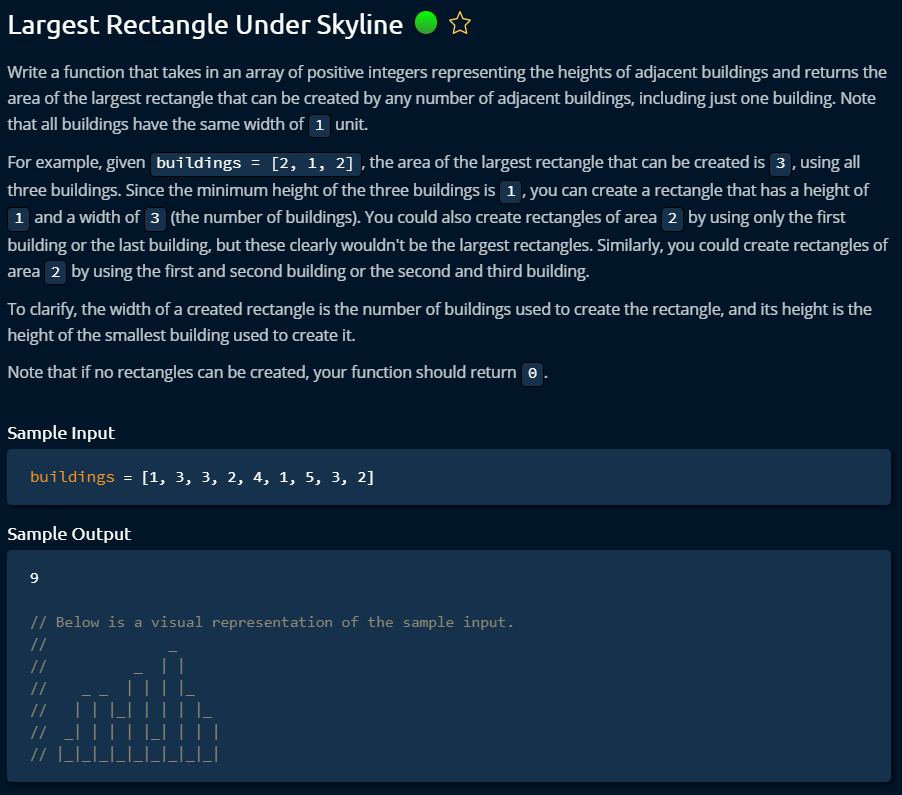 Largest Rectangle Under Skyline
Write a function that takes in an array of positive integers representing the heights of adjacent buildings and returns the
area of the largest rectangle that can be created by any number of adjacent buildings, including just one building. Note
that all buildings have the same width of 1 unit.
For example, given buildings = [2, 1, 2], the area of the largest rectangle that can be created is 3, using all
three buildings. Since the minimum height of the three buildings is 1, you can create a rectangle that has a height of
1 and a width of 3 (the number of buildings). You could also create rectangles of area 2 by using only the first
building or the last building, but these clearly wouldn't be the largest rectangles. Similarly, you could create rectangles of
area 2 by using the first and second building or the second and third building.
To clarify, the width of a created rectangle is the number of buildings used to create the rectangle, and its height is the
height of the smallest building used to create it.
Note that if no rectangles can be created, your function should return 0.
Sample Input
buildings = [1, 3, 3, 2, 4, 1, 5, 3, 2]
Sample Output
9
// Below is a visual representation of the sample input.
//              _
//          _  | |
//    _ _  | | | |_
//   | | |_| | | | |_
//  _| | | | |_| | | |
// |_|_|_|_|_|_|_|_|_|